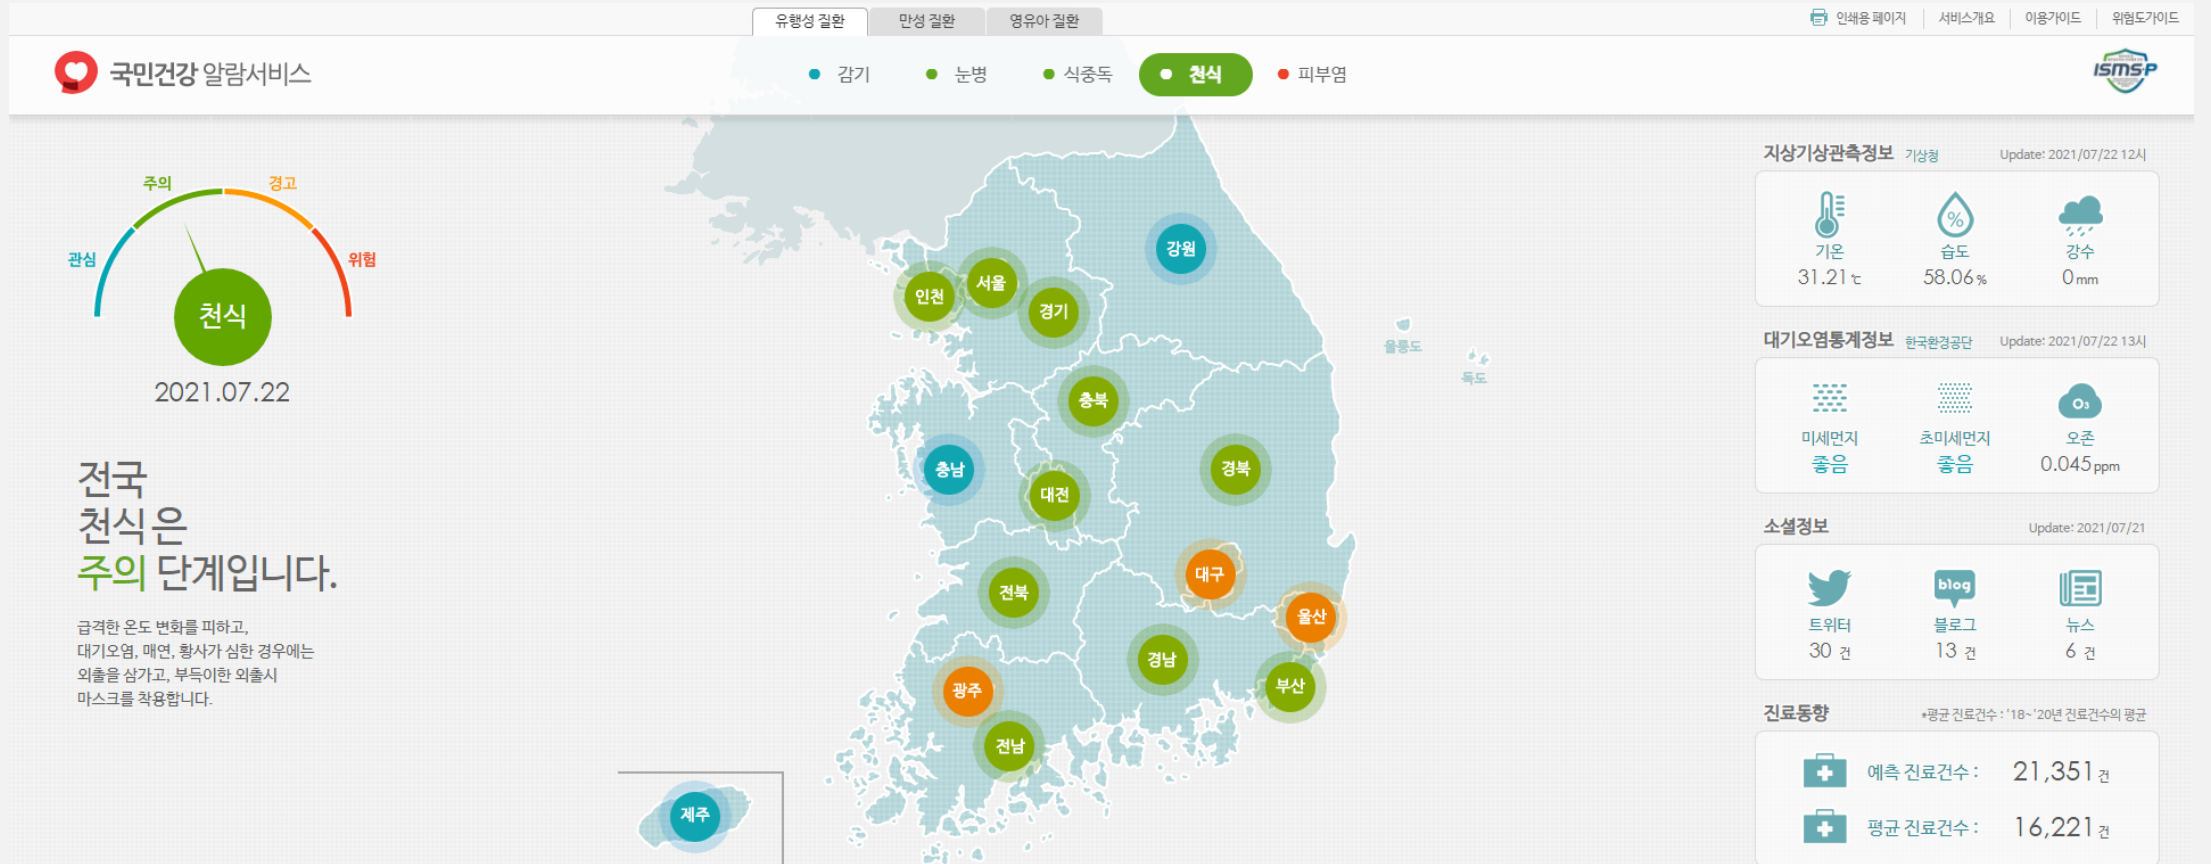 유행성 질환
만성 질환
영유아 질환
인쇄용 페이지
서비스개요
이용가이드
위험도가이드
국민건강 알람서비스
감기
눈병
식중독
천식
피부염
ISMS-P
주의
경고
관심
위험
천식
2021.07.22
전국
천식은
주의 단계입니다.
급격한 온도 변화를 피하고,
대기오염, 매연, 황사가 심한 경우에는
외출을 삼가고, 부득이한 외출시
마스크를 착용합니다.
강원
서울
인천
경기
울릉도
독도
충북
충남
경북
대전
대구
전북
울산
경남
부산
광주
전남
제주
지상기상관측정보 기상청 Update: 2021/07/22 12시
기온 습도 강수
31.21℃ 58.06% 0mm
대기오염통계정보 한국환경공단 Update: 2021/07/22 13시
O3
미세먼지 초미세먼지 오존
좋음 좋음 0.045ppm
소셜정보 Update: 2021/07/21
blog
트위터 블로그 뉴스
30 건 13 건 6 건
진료동향 *평균 진료건수 : '18~'20년 진료건수의 평균
예측 진료건수 : 21,351 건
평균 진료건수 : 16,221 건